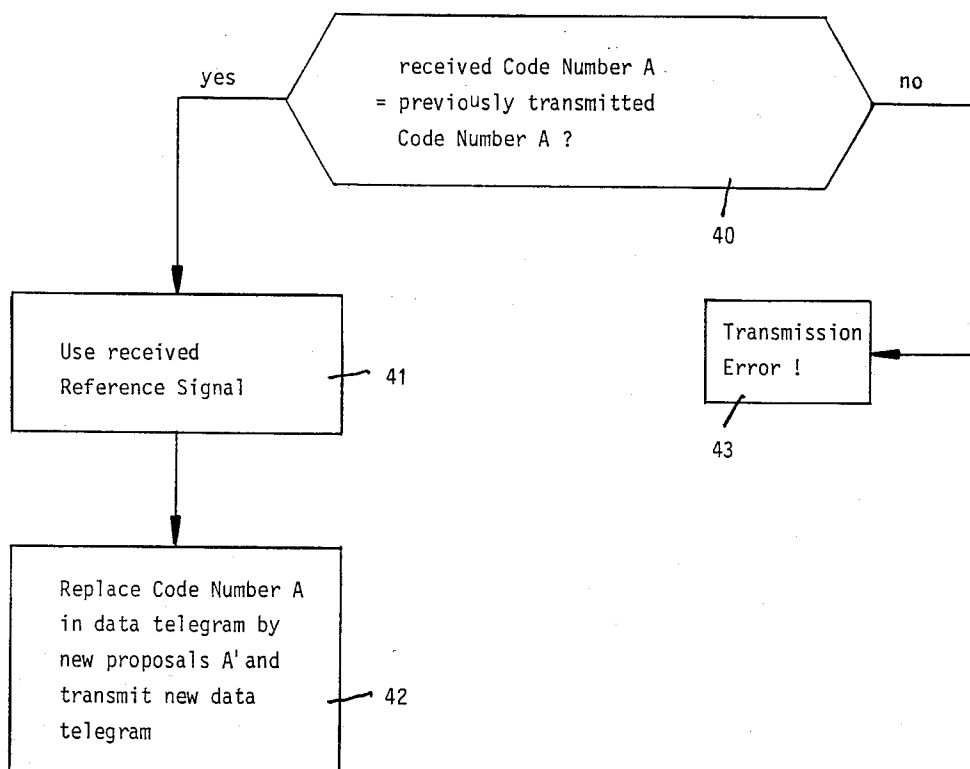 received Code Number A
= previously transmitted
Code Number A ?
yes
no
40
Use received
Reference Signal
41
Transmission
Error !
43
Replace Code Number A
in data telegram by
new proposals A' and
transmit new data
telegram
42